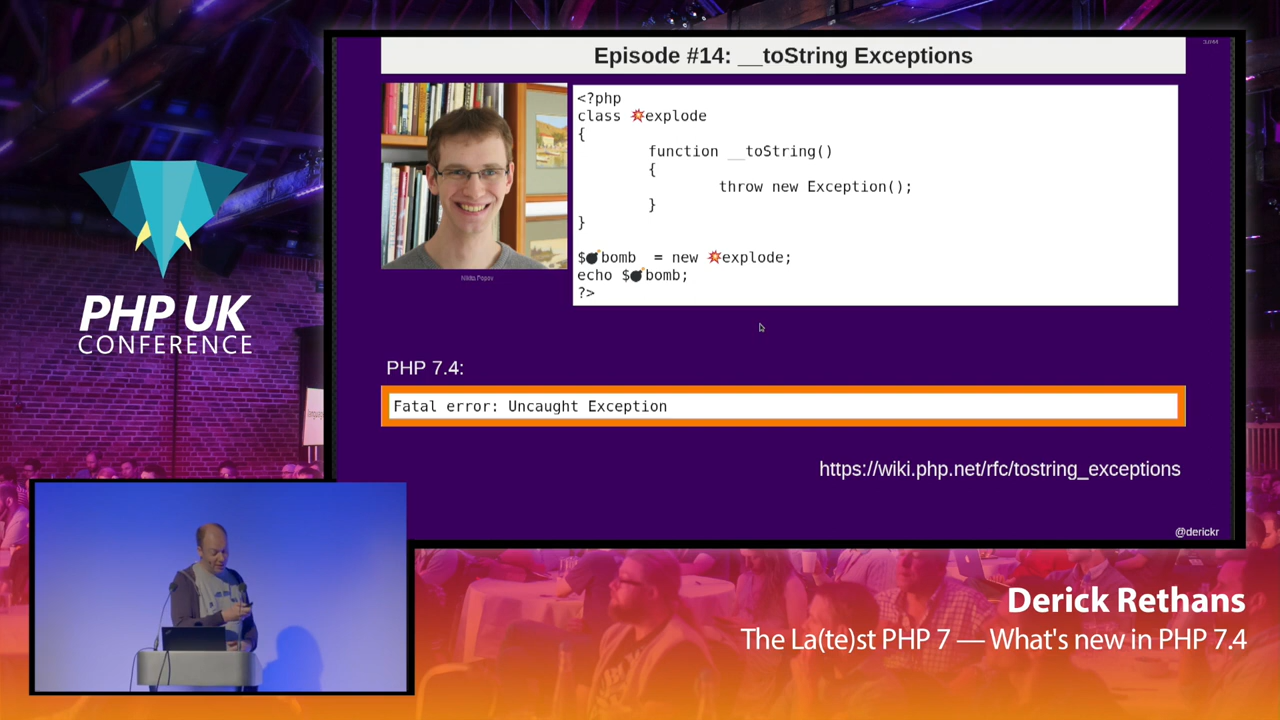 Episode #14: __toString Exceptions
<?php
class 💥explode
{
function __toString()
{
throw new Exception();
}
}
$💣bomb = new 💥explode;
echo $💣bomb;
?>
Nikita Popov
PHP 7.4:
Fatal error: Uncaught Exception
https://wiki.php.net/rfc/tostring_exceptions
@derickr
PHP UK
CONFERENCE
Derick Rethans
The La(te)st PHP 7 — What's new in PHP 7.4